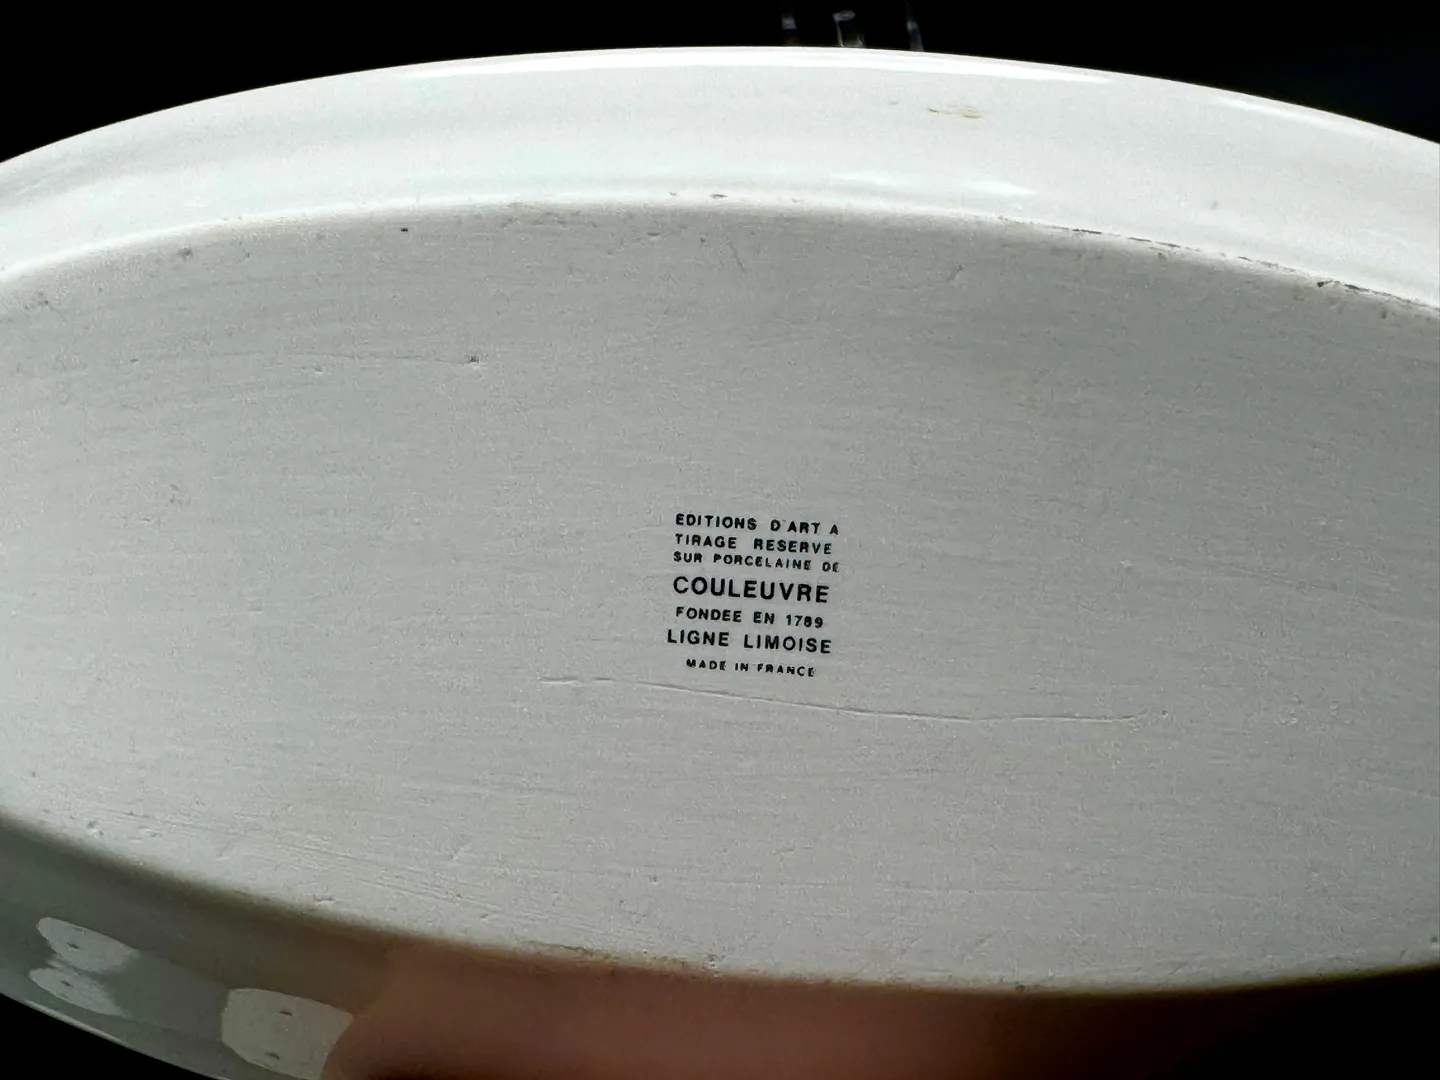 EDITIONS D'ART A
TIRAGE RESERVE
SUR PORCELAINE DE
COULEUVRE
FONDEE EN 1789
LIGNE LIMOISE
MADE IN FRANCE